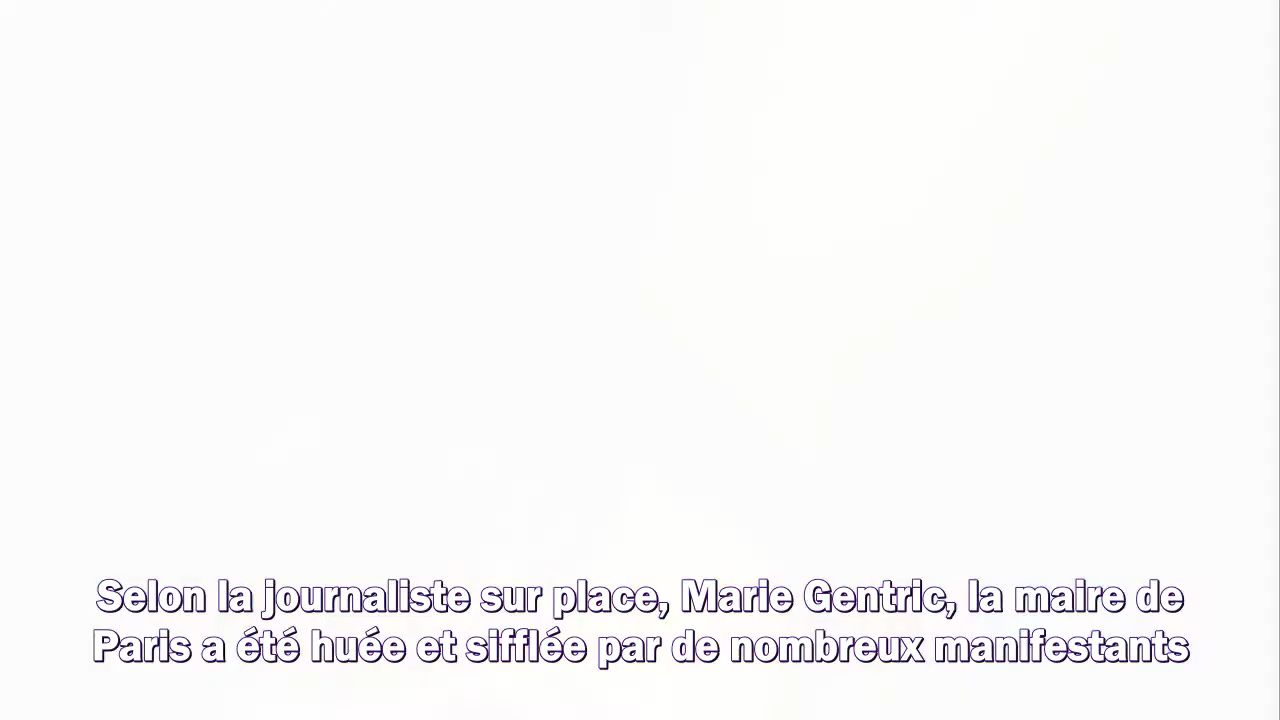 Selon la journaliste sur place, Marie Gentric, la maire de
Paris a été huée et sifflée par de nombreux manifestants